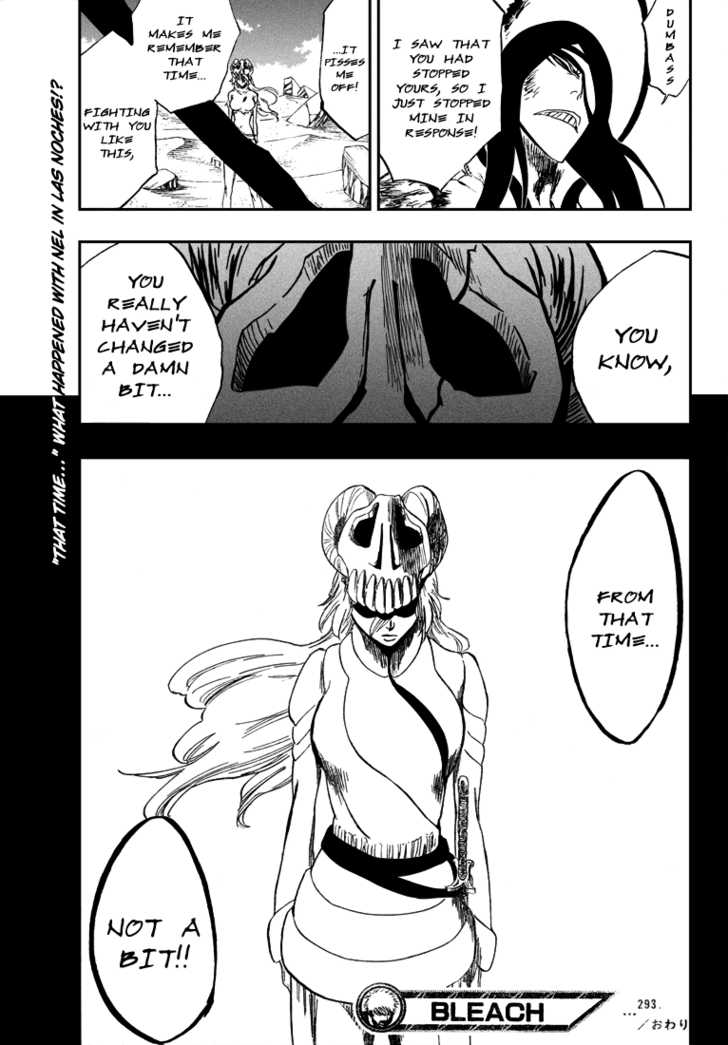 DUMBASS
I SAW THAT
YOU HAD
STOPPED
YOURS, SO I
JUST STOPPED
MINE IN
RESPONSE!
...IT
PISSES
ME
OFF!
IT
MAKES ME
REMEMBER
THAT
TIME...
FIGHTING
WITH YOU
LIKE
THIS,
YOU
KNOW,
YOU
REALLY
HAVEN'T
CHANGED
A DAMN
BIT...
FROM
THAT
TIME...
NOT A
BIT!!
"THAT TIME..." WHAT HAPPENED WITH NEL IN LAS NOCHES!?
BLEACH
293.
...
/おわり